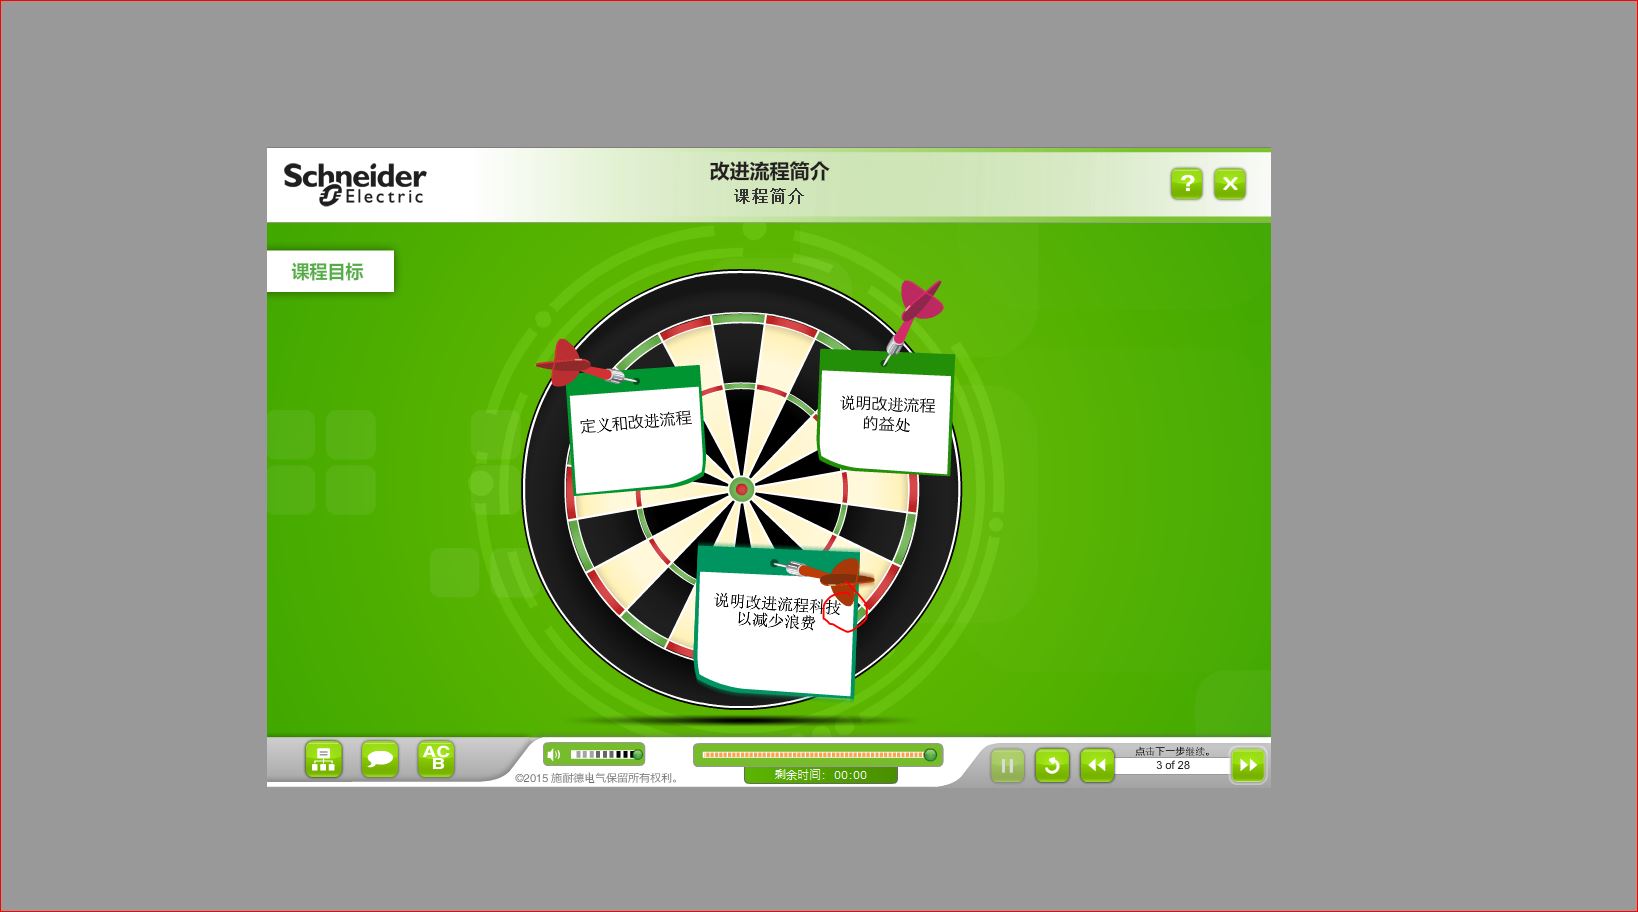 Schneider
Electric
改进流程简介
课程简介
?
课程目标
定义和改进流程
说明改进流程
的益处
说明改进流程科技
以减少浪费
AC
B
©2015 施耐德电气保留所有权利。
剩余时间：00:00
点击下一步继续。
3 of 28